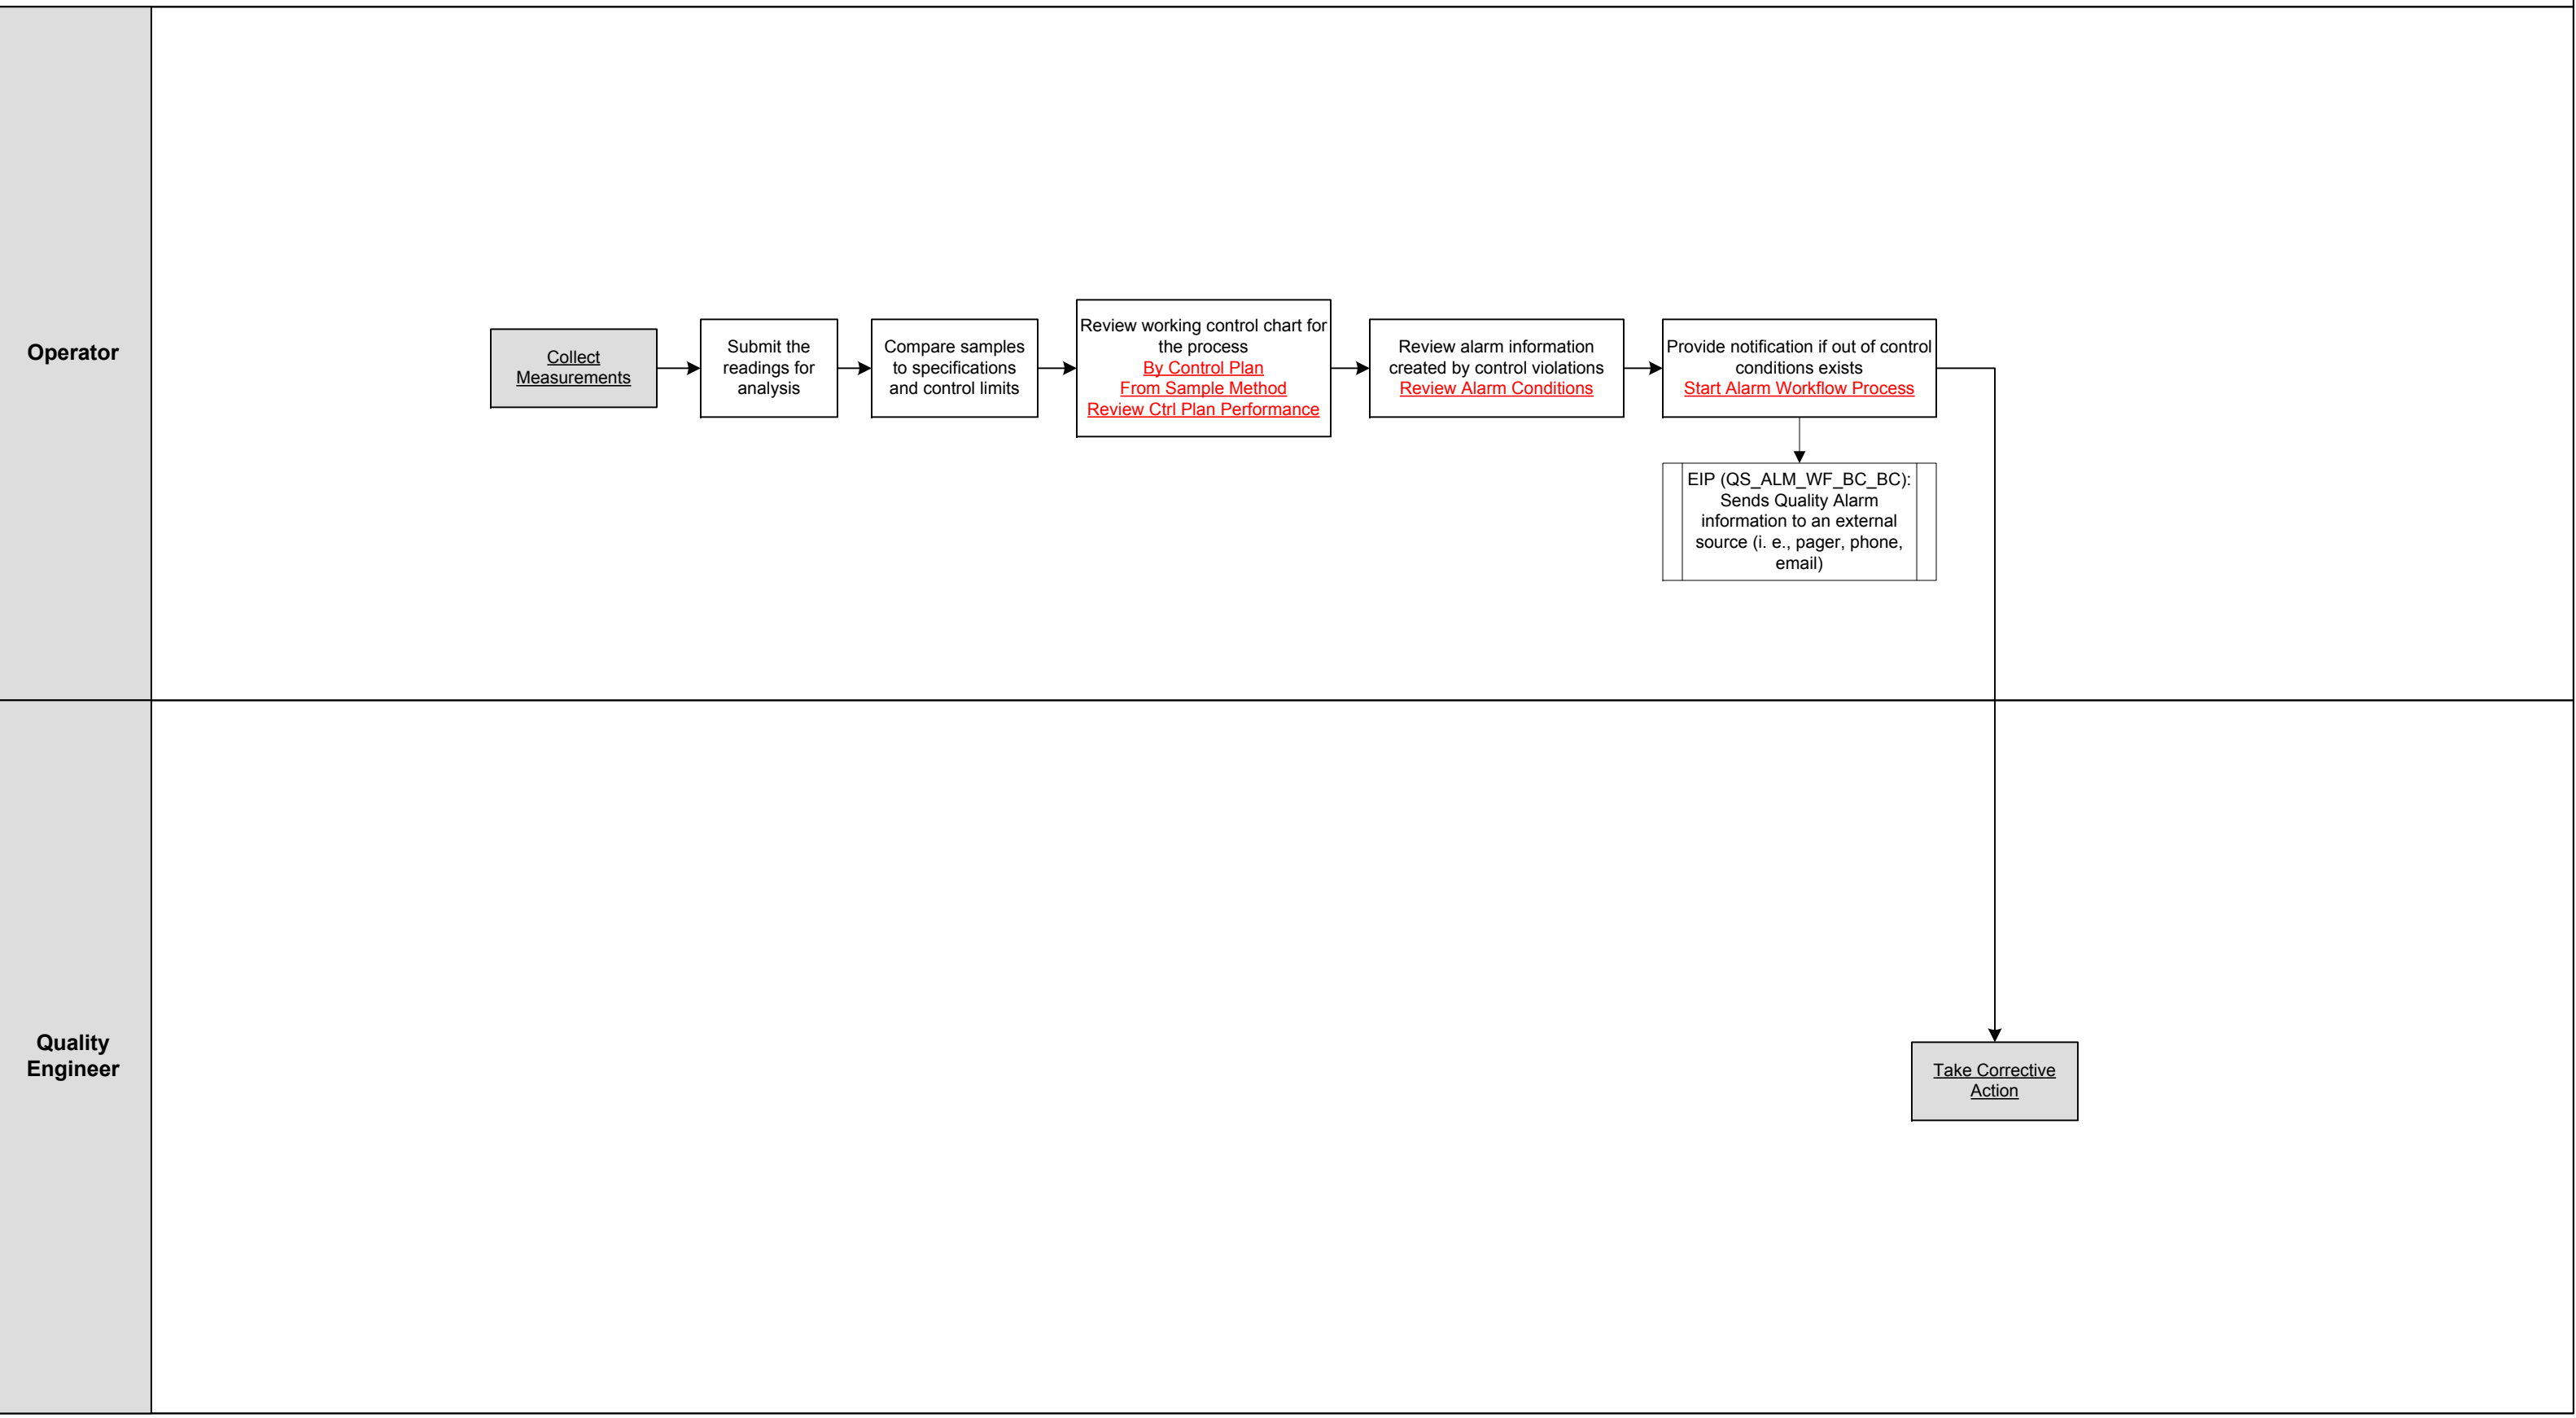 Operator
Collect
Measurements
Submit the
readings for
analysis
Compare samples
to specifications
and control limits
Review working control chart for
the process
By Control Plan
From Sample Method
Review Ctrl Plan Performance
Review alarm information
created by control violations
Review Alarm Conditions
Provide notification if out of control
conditions exists
Start Alarm Workflow Process
EIP (QS_ALM_WF_BC_BC):
Sends Quality Alarm
information to an external
source (i. e., pager, phone,
email)
Quality
Engineer
Take Corrective
Action